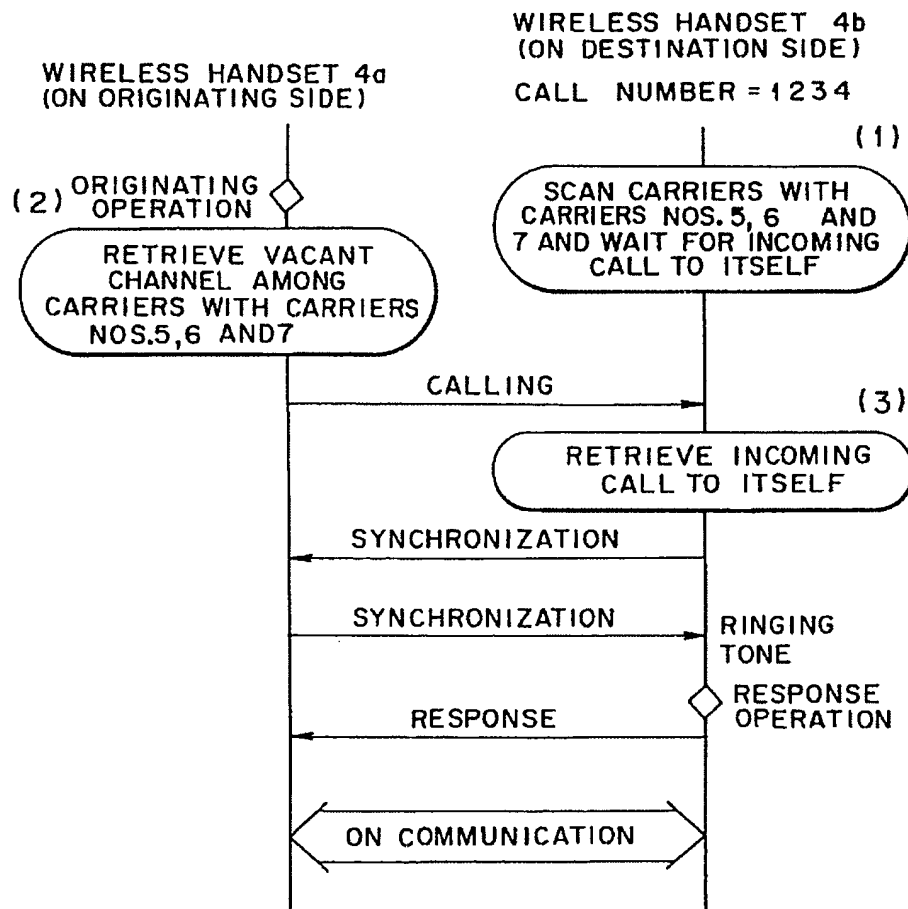 WIRELESS HANDSET 4a
(ON ORIGINATING SIDE)
WIRELESS HANDSET 4b
(ON DESTINATION SIDE)
CALL NUMBER = 1234
(1)
SCAN CARRIERS WITH
CARRIERS NOS. 5, 6 AND
7 AND WAIT FOR INCOMING
CALL TO ITSELF
(2)
ORIGINATING
OPERATION
RETRIEVE VACANT
CHANNEL AMONG
CARRIERS WITH CARRIERS
NOS.5,6 AND7
CALLING
(3)
RETRIEVE INCOMING
CALL TO ITSELF
SYNCHRONIZATION
SYNCHRONIZATION
RINGING
TONE
RESPONSE
OPERATION
RESPONSE
ON COMMUNICATION